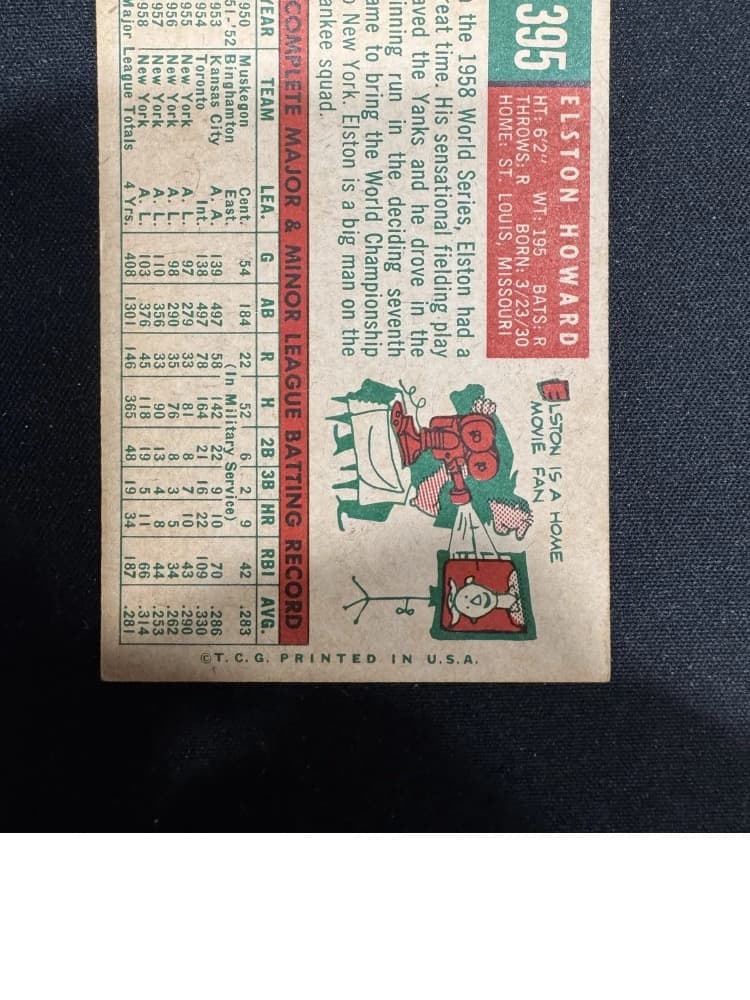 395
ELSTON HOWARD
HT: 6'2" WT: 195 BATS: R
THROWS: R BORN: 3/23/30
HOME: ST. LOUIS, MISSOURI
n the 1958 World Series, Elston had a
reat time. His sensational fielding play
aved the Yanks and he drove in the
inning run in the deciding seventh
ame to bring the World Championship
o New York. Elston is a big man on the
ankee squad.
ELSTON IS A HOME
MOVIE FAN
COMPLETE MAJOR & MINOR LEAGUE BATTING RECORD
YEAR TEAM LEA. G AB R H 2B 3B HR RBI AVG.
950 Muskegon Cent. 54 184 22 52 6 2 9 42 .283
51-'52 Binghamton East. (In Military Service)
953 Kansas City A. A. 139 497 58 142 22 9 10 70 .286
954 Toronto Int. 138 497 78 164 21 16 22 109 .330
955 New York A. L. 97 279 33 81 8 7 10 43 .290
956 New York A. L. 98 290 35 76 8 3 5 34 .262
957 New York A. L. 110 356 33 90 13 4 8 44 .253
958 New York A. L. 103 376 45 118 19 5 11 66 .314
Major League Totals 4 Yrs. 408 1301 146 365 48 19 34 187 .281
©T.C.G. PRINTED IN U.S.A.